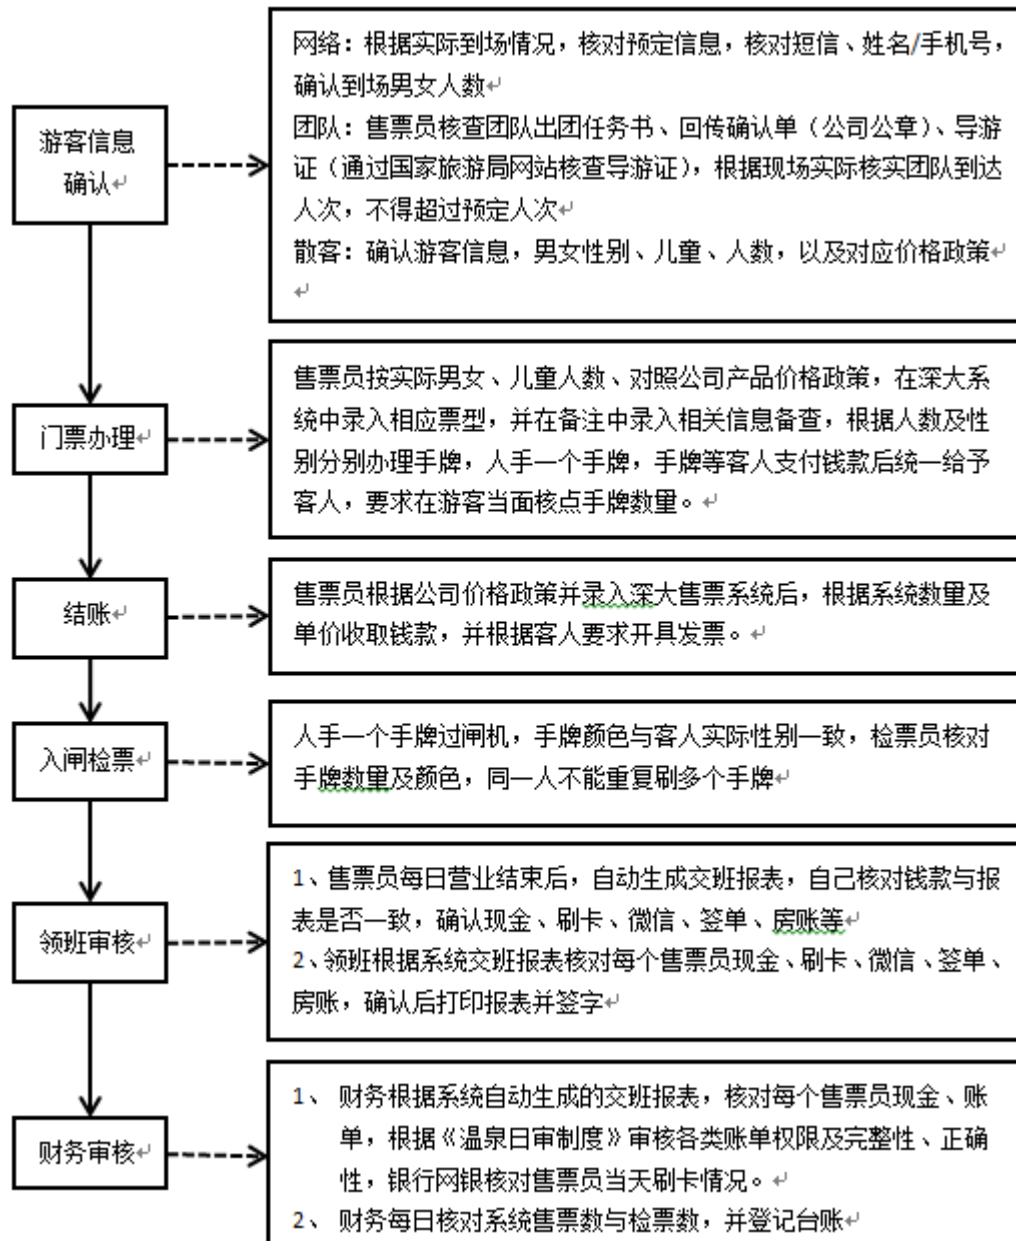 游客信息
确认
网络：根据实际到场情况，核对预定信息，核对短信、姓名/手机号，
确认到场男女人数
团队：售票员核查团队出团任务书、回传确认单（公司公章）、导游
证（通过国家旅游局网站核查导游证），根据现场实际核实团队到达
人次，不得超过预定人次
散客：确认游客信息，男女性别、儿童、人数，以及对应价格政策
门票办理
售票员按实际男女、儿童人数、对照公司产品价格政策，在深大系
统中录入相应票型，并在备注中录入相关信息备查，根据人数及性
别分别办理手牌，人手一个手牌，手牌等客人支付钱款后统一给予
客人，要求在游客当面核点手牌数量。
结账
售票员根据公司价格政策并录入深大售票系统后，根据系统数量及
单价收取钱款，并根据客人要求开具发票。
入闸检票
人手一个手牌过闸机，手牌颜色与客人实际性别一致，检票员核对
手牌数量及颜色，同一人不能重复刷多个手牌
领班审核
1、售票员每日营业结束后，自动生成交班报表，自己核对钱款与报
表是否一致，确认现金、刷卡、微信、签单、房账等
2、领班根据系统交班报表核对每个售票员现金、刷卡、微信、签单、
房账，确认后打印报表并签字
财务审核
1、 财务根据系统自动生成的交班报表，核对每个售票员现金、账
单，根据《温泉日审制度》审核各类账单权限及完整性、正确
性，银行网银核对售票员当天刷卡情况。
2、 财务每日核对系统售票数与检票数，并登记台账